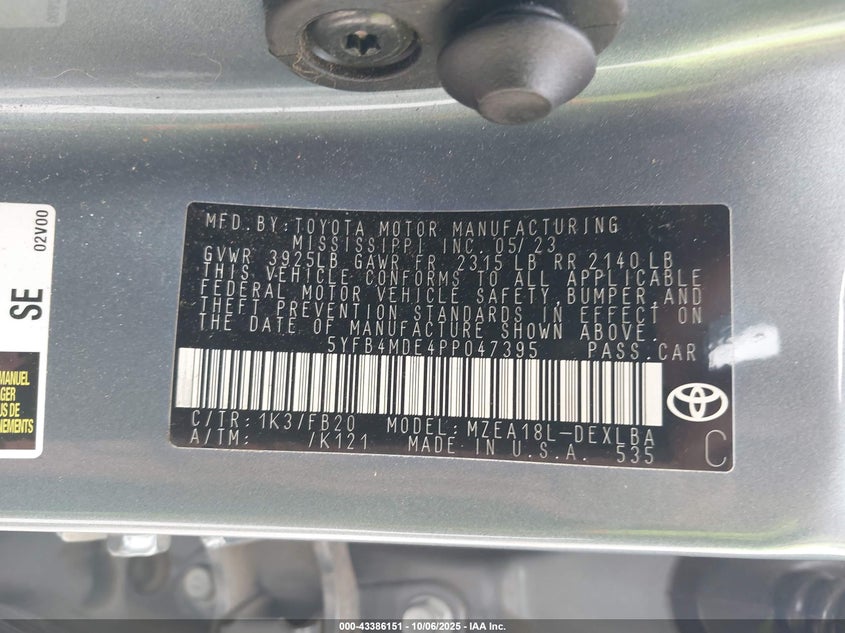 MFD. BY: TOYOTA MOTOR MANUFACTURING
MISSISSIPPI INC. 05/23
GVWR 3925LB GAWR FR 2315 LB RR 2140 LB
THIS VEHICLE CONFORMS TO ALL APPLICABLE
FEDERAL MOTOR VEHICLE SAFETY, BUMPER, AND
THEFT PREVENTION STANDARDS IN EFFECT ON
THE DATE OF MANUFACTURE SHOWN ABOVE.
5YFB4MDE4PP047395 PASS. CAR
C/TR: 1K3/FB20 MODEL: MZEA18L-DEXLBA
A/TM: /K121 MADE IN U.S.A. 535
C
SE
02V00
MANUEL
000-43386151 - 10/06/2025 - IAA Inc.